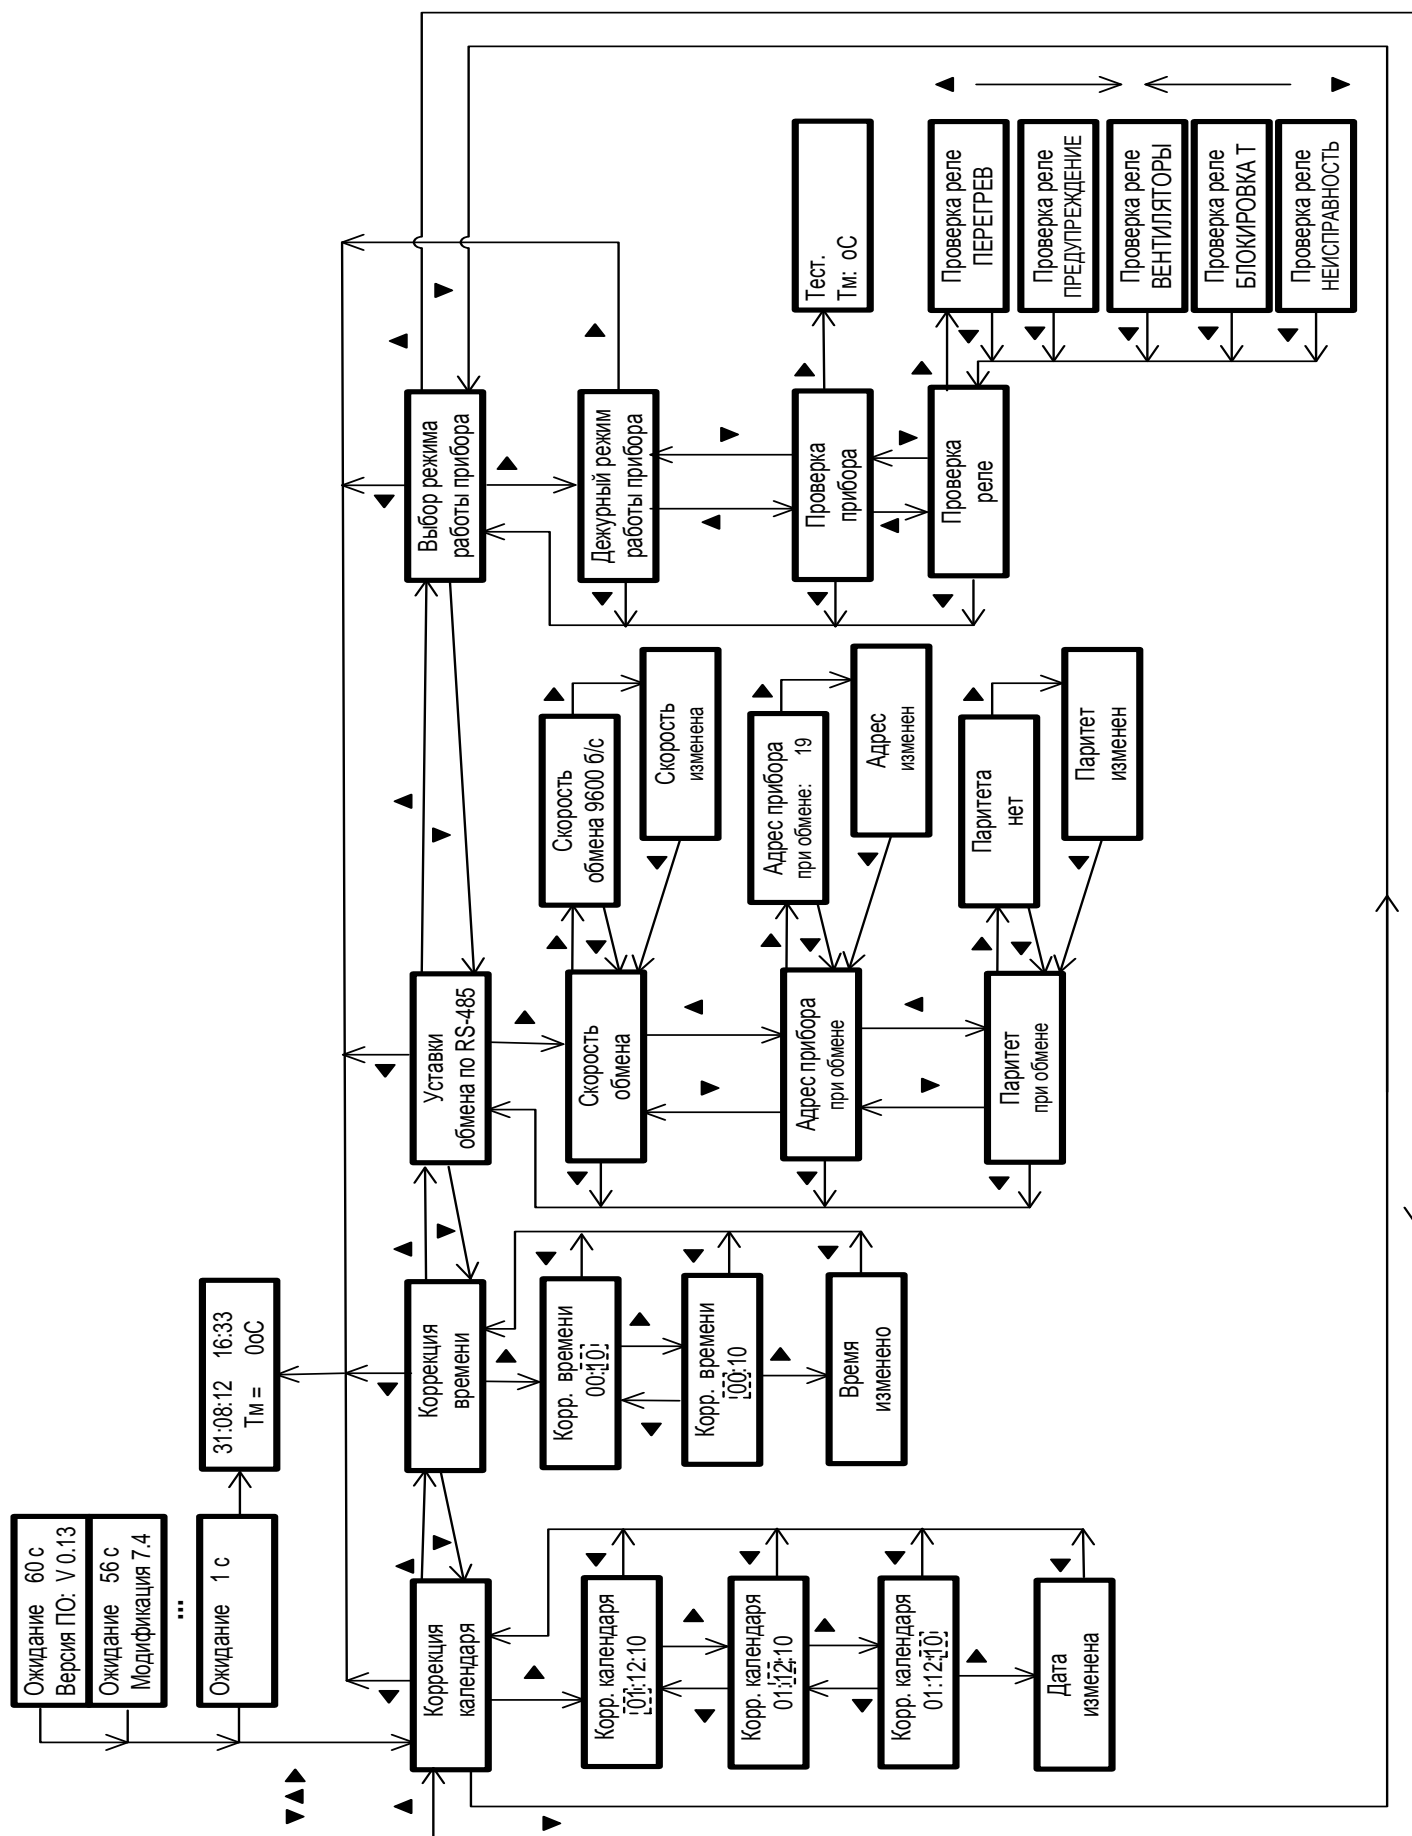 Ожидание 60 с
Версия ПО: V 0.13
Ожидание 56 с
Модификация 7.4
...
Ожидание 1 с
31:08:12 16:33
Тм = 0оС
Коррекция
календаря
Корр. календаря
01:12:10
Корр. календаря
01:12:10
Корр. календаря
01:12:10
Дата
изменена
Коррекция
времени
Корр. времени
00:10
Корр. времени
00:10
Время
изменено
Уставки
обмена по RS-485
Скорость
обмена
Скорость
обмена 9600 б/с
Скорость
изменена
Адрес прибора
при обмене
Адрес прибора
при обмене: 19
Адрес
изменен
Паритет
при обмене
Паритета
нет
Паритет
изменен
Выбор режима
работы прибора
Дежурный режим
работы прибора
Проверка
прибора
Тест.
Тм: оС
Проверка
реле
Проверка реле
ПЕРЕГРЕВ
Проверка реле
ПРЕДУПРЕЖДЕНИЕ
Проверка реле
ВЕНТИЛЯТОРЫ
Проверка реле
БЛОКИРОВКА Т
Проверка реле
НЕИСПРАВНОСТЬ